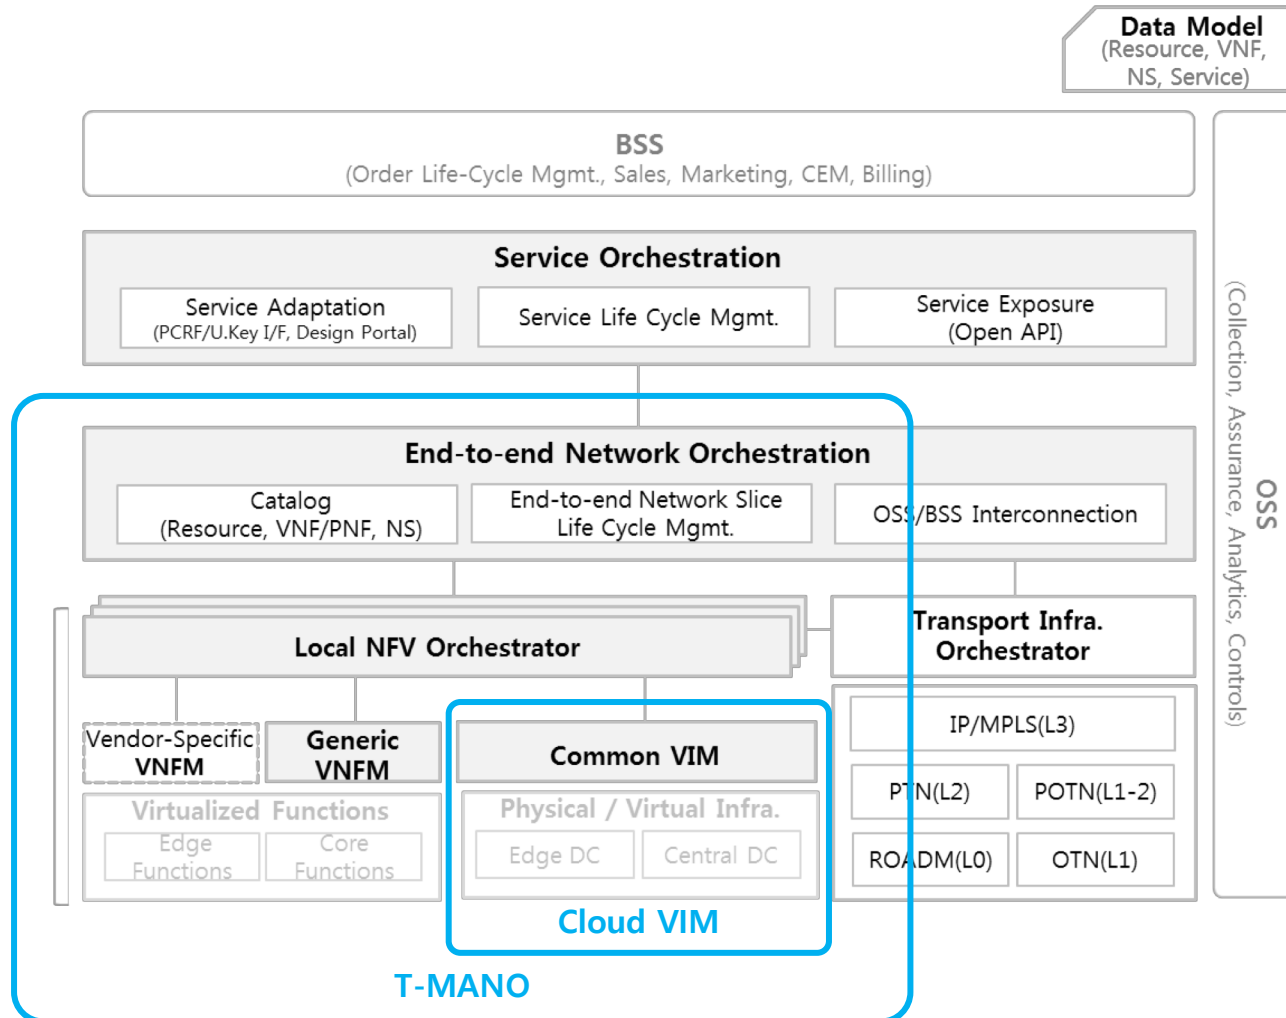 Data Model
(Resource, VNF,
NS, Service)
BSS
(Order Life-Cycle Mgmt., Sales, Marketing, CEM, Billing)
Service Orchestration
Service Adaptation
(PCRF/U.Key I/F, Design Portal)
Service Life Cycle Mgmt.
Service Exposure
(Open API)
End-to-end Network Orchestration
Catalog
(Resource, VNF/PNF, NS)
End-to-end Network Slice
Life Cycle Mgmt.
OSS/BSS Interconnection
Local NFV Orchestrator
Transport Infra.
Orchestrator
Vendor-Specific
VNFM
Generic
VNFM
Common VIM
IP/MPLS(L3)
PTN(L2)
POTN(L1-2)
ROADM(L0)
OTN(L1)
Virtualized Functions
Edge
Functions
Core
Functions
Physical / Virtual Infra.
Edge DC
Central DC
Cloud VIM
T-MANO
OSS
(Collection, Assurance, Analytics, Controls)